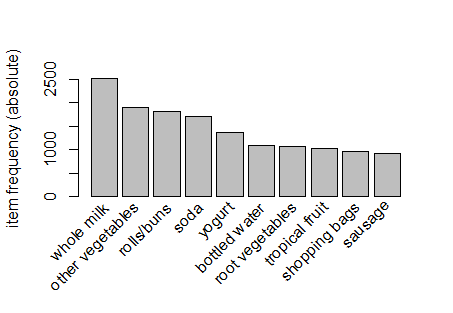 item frequency (absolute)
2500
1000
0
whole milk
other vegetables
rolls/buns
soda
yogurt
bottled water
root vegetables
tropical fruit
shopping bags
sausage